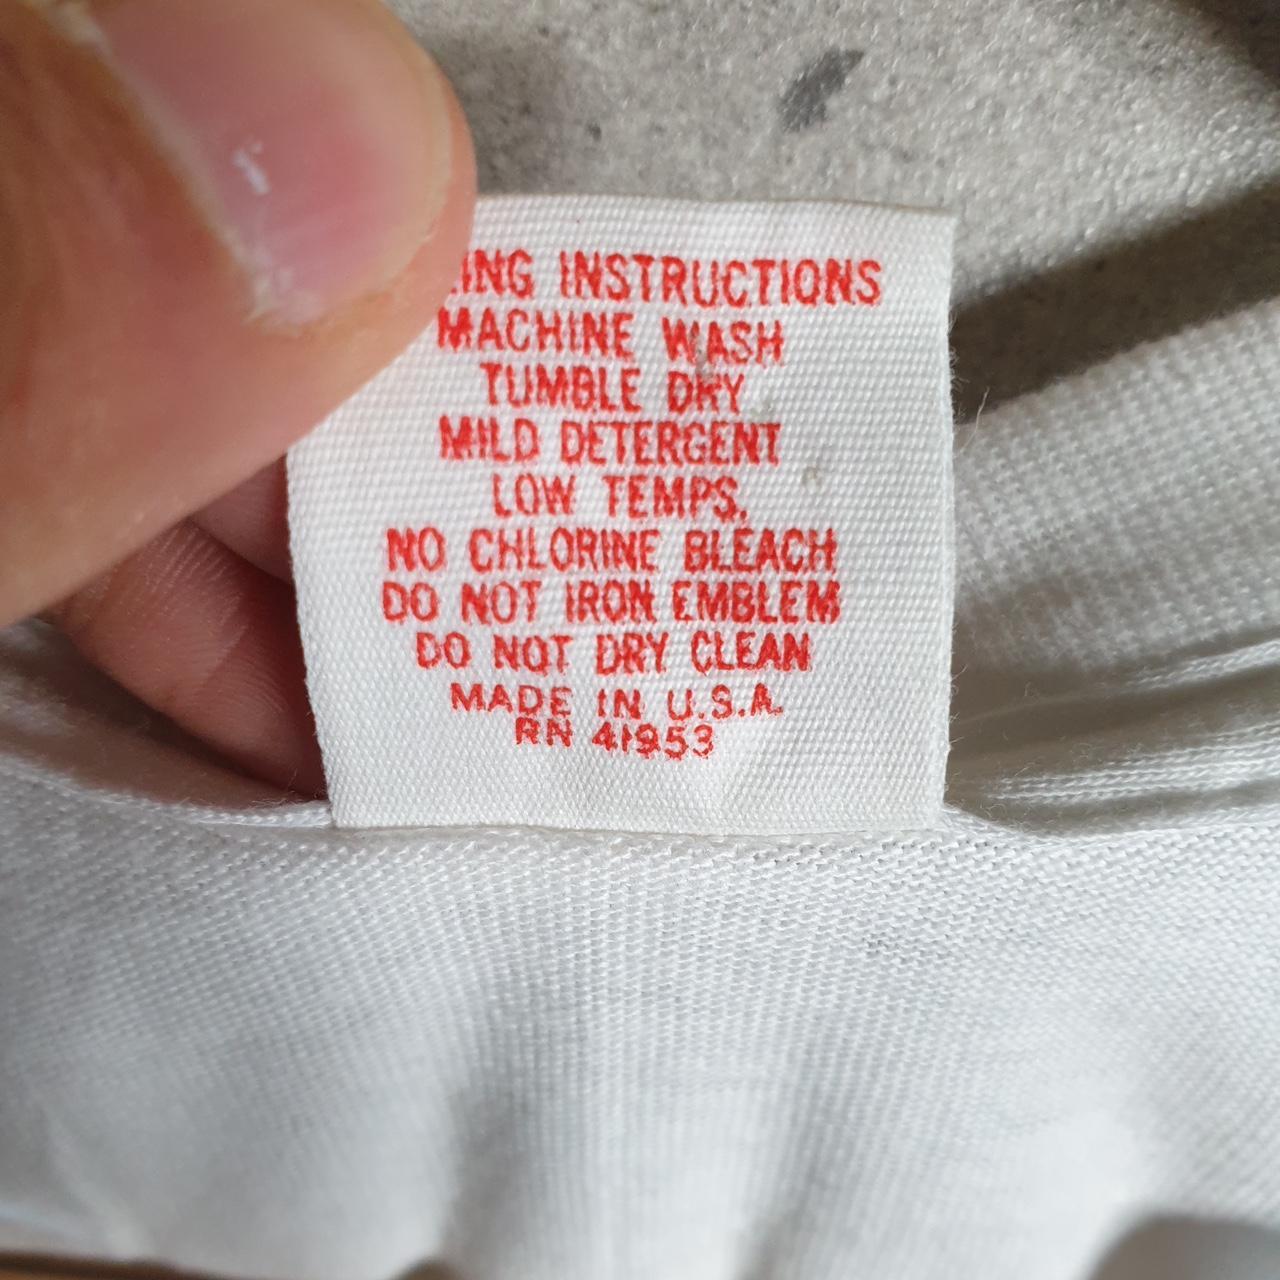 ING INSTRUCTIONS
MACHINE WASH
TUMBLE DRY
MILD DETERGENT
LOW TEMPS.
NO CHLORINE BLEACH
DO NOT IRON EMBLEM
DO NOT DRY CLEAN
MADE IN U.S.A.
RN 41953